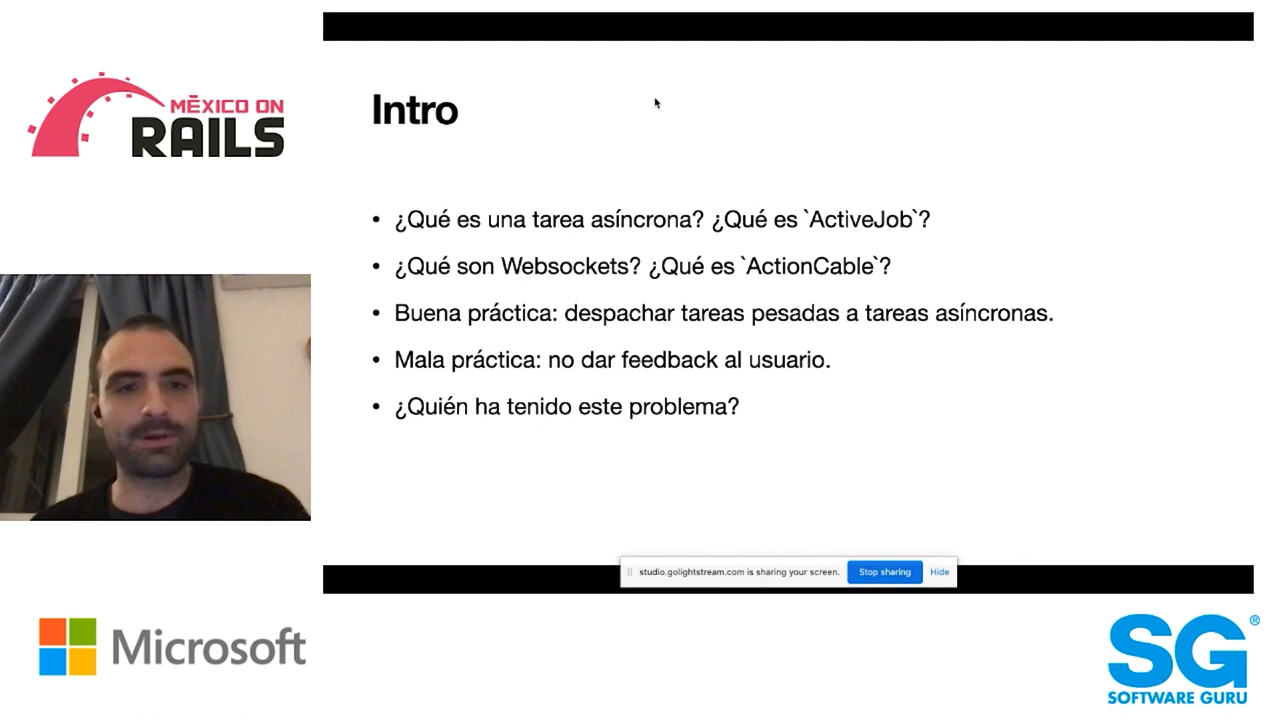 MÉXICO ON
RAILS
Intro
• ¿Qué es una tarea asíncrona? ¿Qué es `ActiveJob`?
• ¿Qué son Websockets? ¿Qué es `ActionCable`?
• Buena práctica: despachar tareas pesadas a tareas asíncronas.
• Mala práctica: no dar feedback al usuario.
• ¿Quién ha tenido este problema?
studio.golightstream.com is sharing your screen. Stop sharing Hide
Microsoft
SG®
SOFTWARE GURU